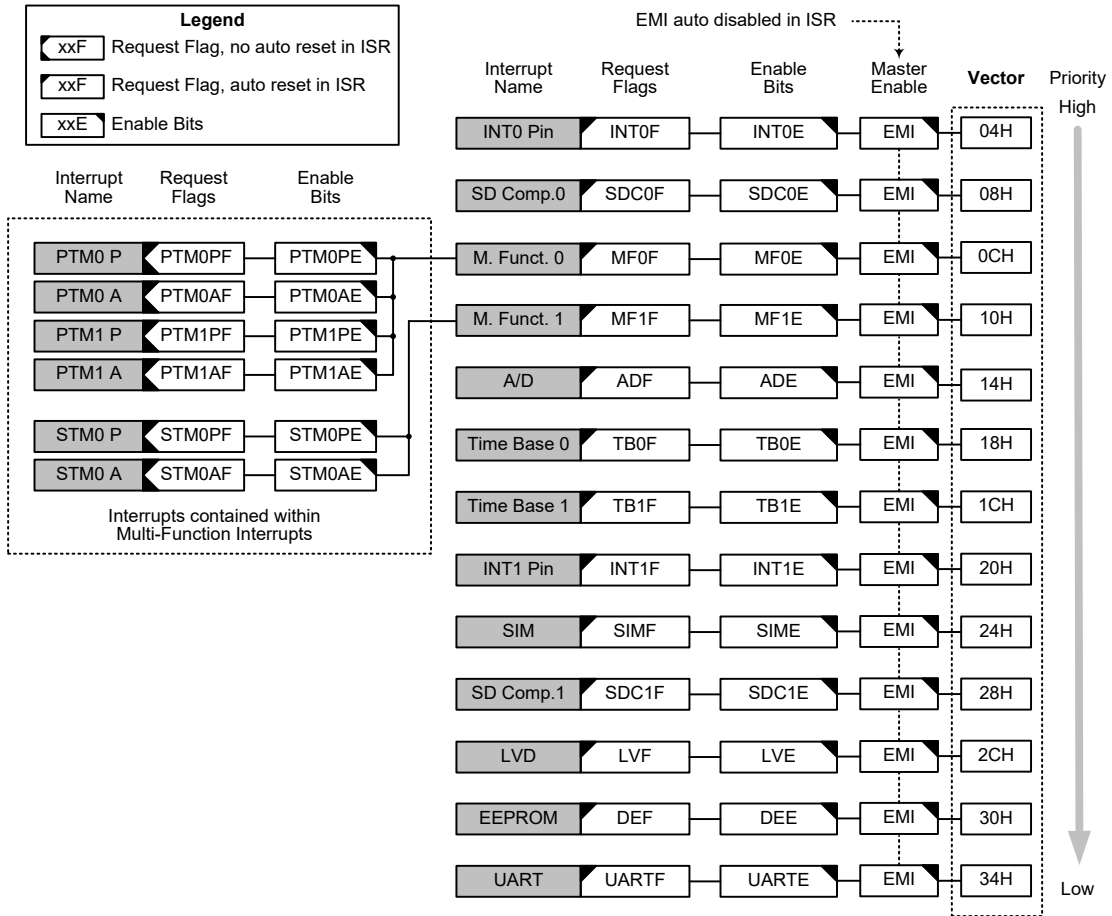 Legend
xxF Request Flag, no auto reset in ISR
xxF Request Flag, auto reset in ISR
xxE Enable Bits
EMI auto disabled in ISR
Interrupt Name Request Flags Enable Bits Master Enable Vector Priority
High
INT0 Pin INT0F INT0E EMI 04H
SD Comp.0 SDC0F SDC0E EMI 08H
M. Funct. 0 MF0F MF0E EMI 0CH
M. Funct. 1 MF1F MF1E EMI 10H
A/D ADF ADE EMI 14H
Time Base 0 TB0F TB0E EMI 18H
Time Base 1 TB1F TB1E EMI 1CH
INT1 Pin INT1F INT1E EMI 20H
SIM SIMF SIME EMI 24H
SD Comp.1 SDC1F SDC1E EMI 28H
LVD LVF LVE EMI 2CH
EEPROM DEF DEE EMI 30H
UART UARTF UARTE EMI 34H
Low
Interrupt Name Request Flags Enable Bits
PTM0 P PTM0PF PTM0PE
PTM0 A PTM0AF PTM0AE
PTM1 P PTM1PF PTM1PE
PTM1 A PTM1AF PTM1AE
STM0 P STM0PF STM0PE
STM0 A STM0AF STM0AE
Interrupts contained within
Multi-Function Interrupts